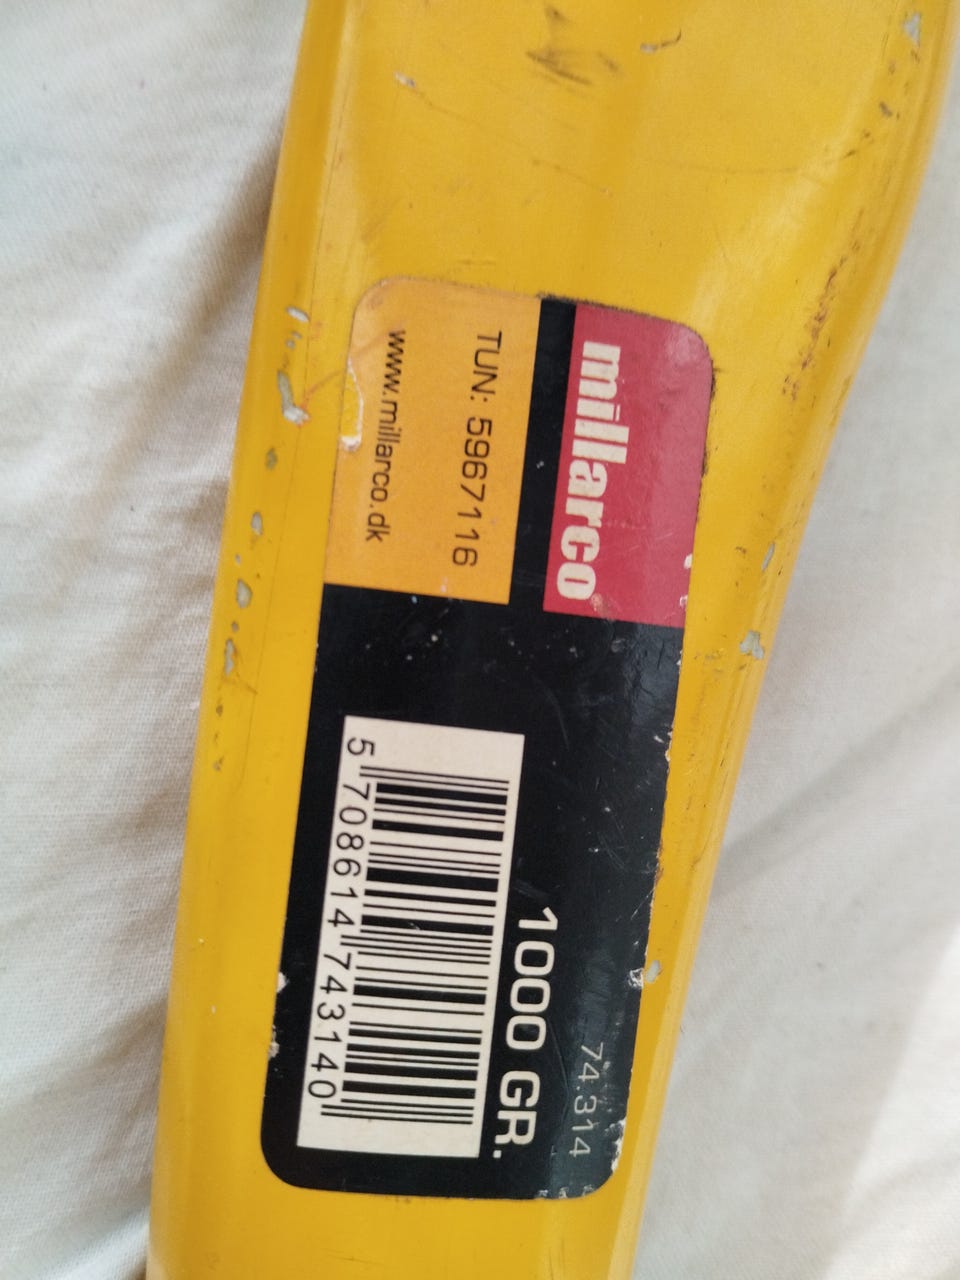 millarco
TUN: 5967116
www.millarco.dk
74.314
1000 GR.
5 708614 743140